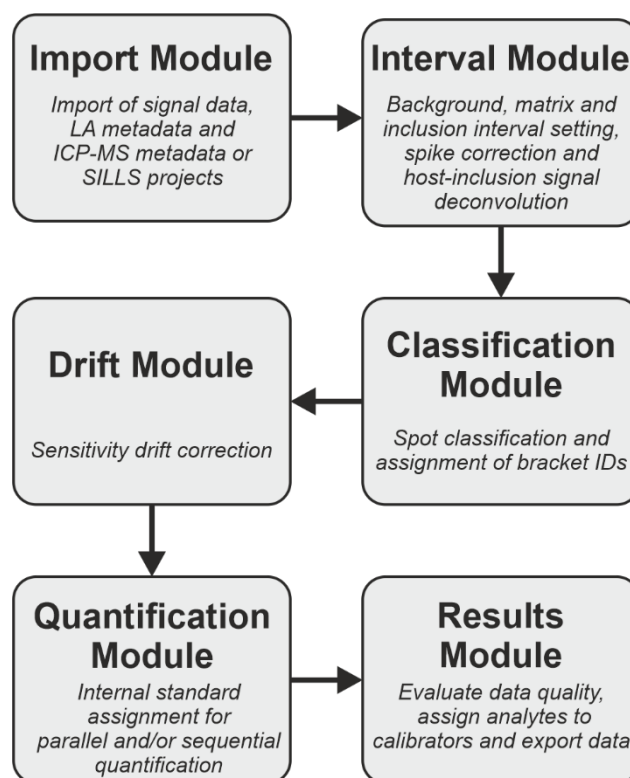 Import Module
Import of signal data,
LA metadata and
ICP-MS metadata or
SILLS projects
Interval Module
Background, matrix and
inclusion interval setting,
spike correction and
host-inclusion signal
deconvolution
Classification
Module
Spot classification and
assignment of bracket IDs
Drift Module
Sensitivity drift correction
Quantification
Module
Internal standard
assignment for
parallel and/or sequential
quantification
Results
Module
Evaluate data quality,
assign analytes to
calibrators and export data